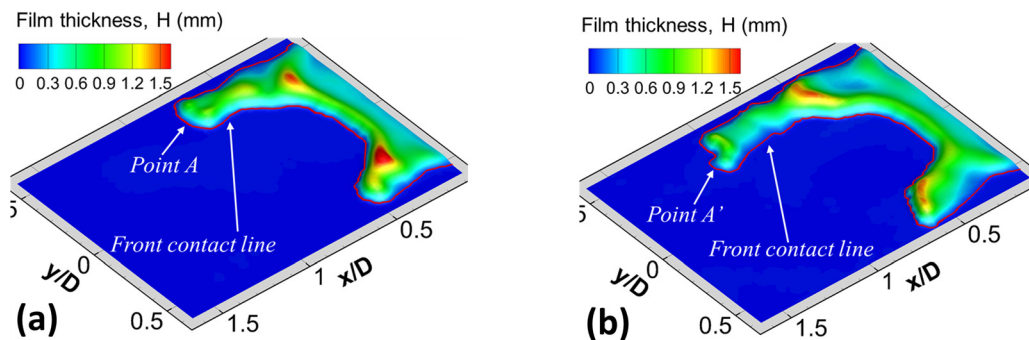 Film thickness, H (mm)
0 0.3 0.6 0.9 1.2 1.5
Point A
Front contact line
0.5
1
x/D
1.5
5
0
y/D
0.5
(a)
Film thickness, H (mm)
0 0.3 0.6 0.9 1.2 1.5
Point A’
Front contact line
0.5
1
x/D
1.5
5
0
y/D
0.5
(b)